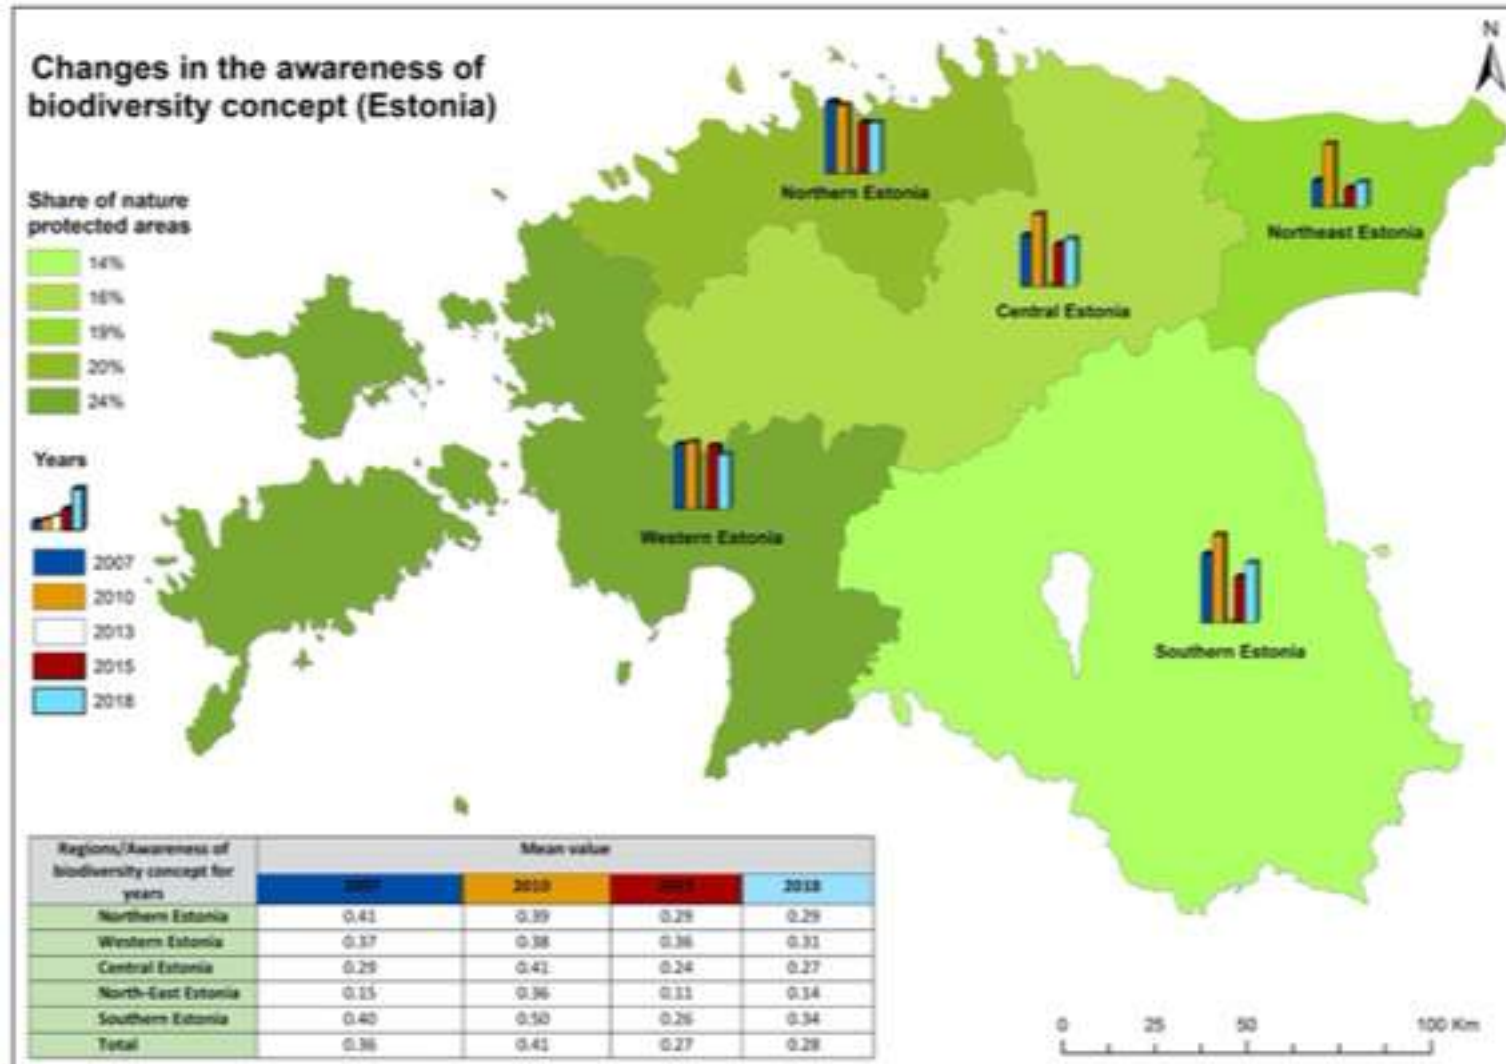 Changes in the awareness of
biodiversity concept (Estonia)
N
Share of nature
protected areas
14%
16%
19%
20%
24%
Years
2007
2010
2013
2015
2018
Northern Estonia
Northeast Estonia
Central Estonia
Western Estonia
Southern Estonia
Regions/Awareness of
biodiversity concept for
years
Mean value
2007 2010 2015 2018
Northern Estonia 0.41 0.39 0.29 0.29
Western Estonia 0.37 0.38 0.36 0.31
Central Estonia 0.29 0.41 0.24 0.27
North-East Estonia 0.15 0.36 0.11 0.14
Southern Estonia 0.40 0.50 0.26 0.34
Total 0.36 0.41 0.27 0.28
0 25 50 100 Km